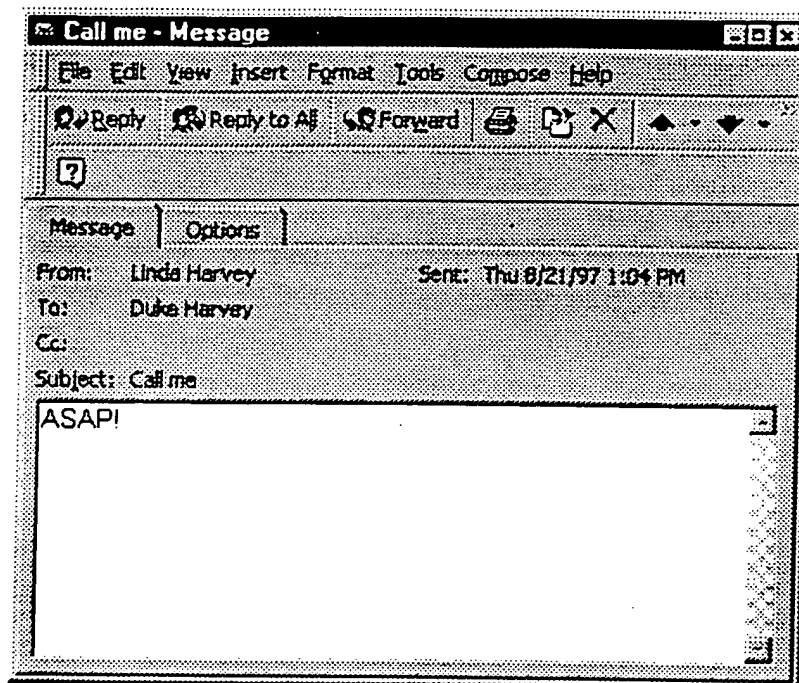 Call me - Message
File Edit View Insert Format Tools Compose Help
Reply Reply to All Forward
?
Message Options
From: Linda Harvey Sent: Thu 8/21/97 1:04 PM
To: Duke Harvey
Cc:
Subject: Call me
ASAP!